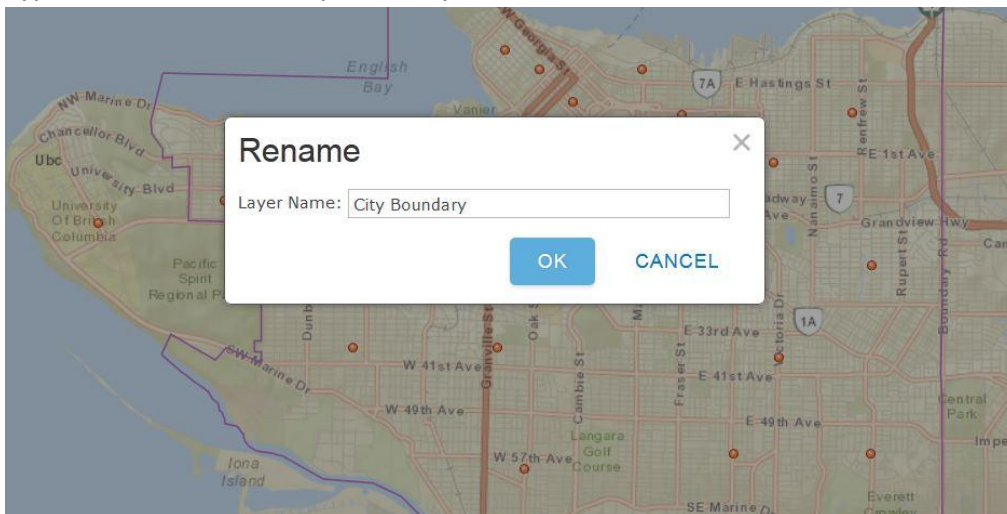 W Georgia St
English
Bay
7A
E Hastings St
NW Marine Dr
Vanier
Renfrew St
Chancellor Blvd
Rename
Ubc
E 1st Ave
University Blvd
Layer Name: City Boundary
Nanaimo St
7
University
Of British
Columbia
Ave
Grandview Hwy
OK
CANCEL
Rupert St
Boundary Rd
Pacific
Spirit
Regional
Oak
Victoria Dr
1A
Granville St
E 33rd Ave
SW Marine Dr
W 41st Ave
Cambie St
Fraser St
E 41st Ave
W 49th Ave
E 49th Ave
Central
Park
Langara
Golf
Course
W 57th Ave
Iona
Island
SE Marine
Everett
Crowley